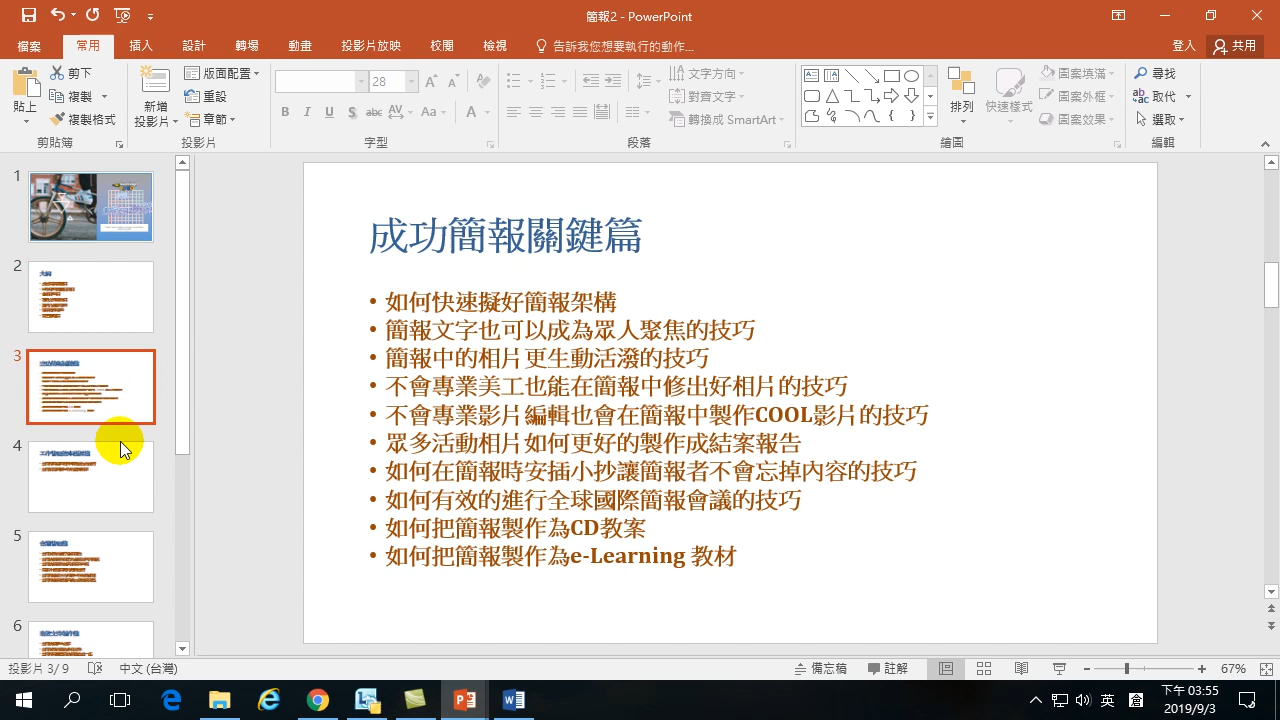 簡報2 - PowerPoint
檔案 常用 插入 設計 轉場 動畫 投影片放映 校閱 檢視 告訴我您想要執行的動作... 登入 共用
剪下 版面配置 28 文字方向 圖案填滿 尋找
貼上 複製 新增 重設 對齊文字 排列 快速樣式 圖案外框 取代
複製格式 投影片 章節 B I U S abc AV Aa A 轉換成 SmartArt 圖案效果 選取
剪貼簿 投影片 字型 段落 繪圖 編輯
1
2
大綱
3
4
5
6
成功簡報關鍵篇
• 如何快速擬好簡報架構
• 簡報文字也可以成為眾人聚焦的技巧
• 簡報中的相片更生動活潑的技巧
• 不會專業美工也能在簡報中修出好相片的技巧
• 不會專業影片編輯也會在簡報中製作COOL影片的技巧
• 眾多活動相片如何更好的製作成結案報告
• 如何在簡報時安插小抄讓簡報者不會忘掉內容的技巧
• 如何有效的進行全球國際簡報會議的技巧
• 如何把簡報製作為CD教案
• 如何把簡報製作為e-Learning 教材
投影片 3/ 9 中文 (台灣) 備忘稿 註解 67%
英 下午 03:55
2019/9/3